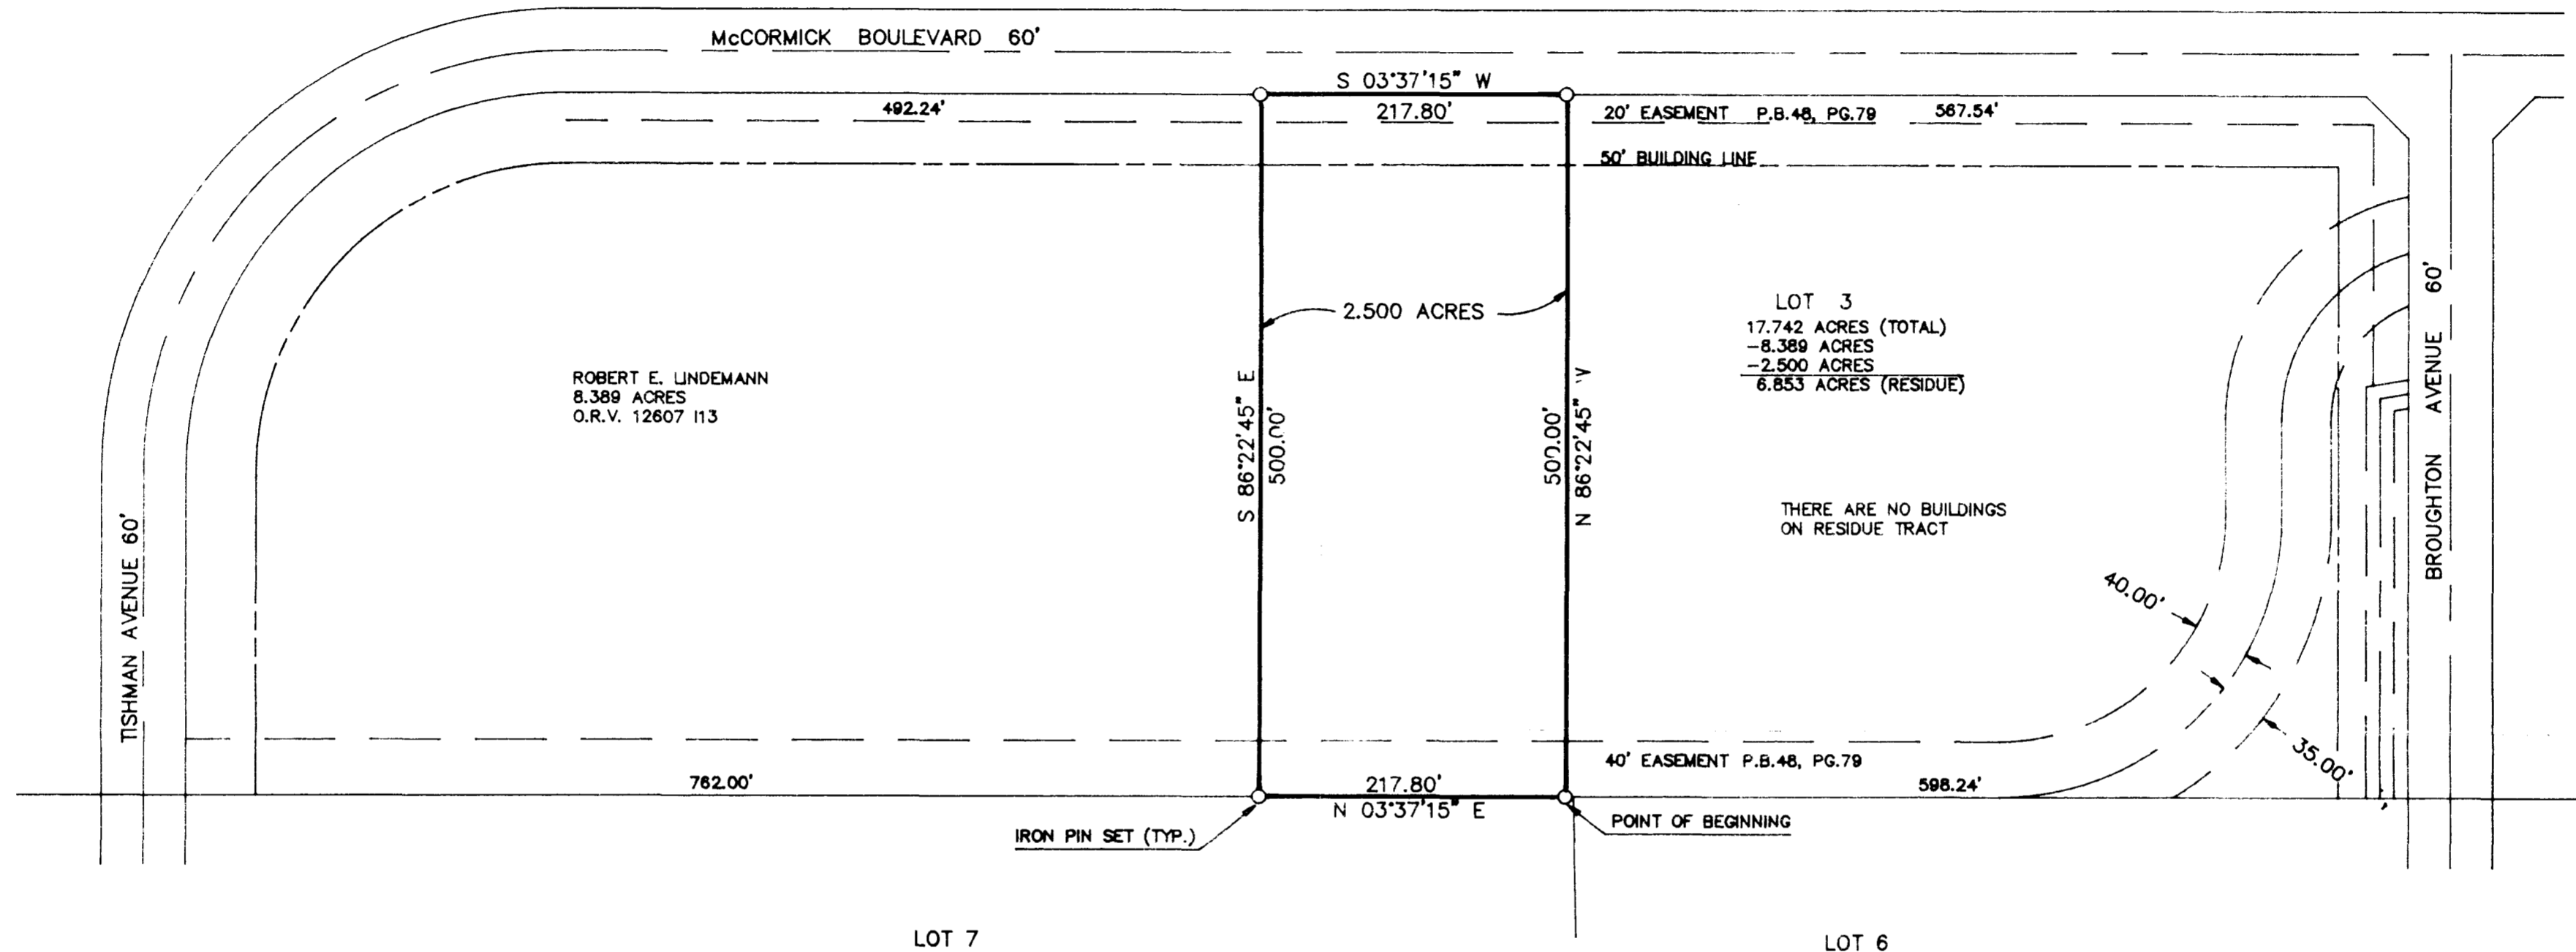 McCORMICK BOULEVARD 60'
S 03°37'15" W
492.24'
217.80'
20' EASEMENT P.B.48, PG.79
567.54'
50' BUILDING LINE
2.500 ACRES
LOT 3
17.742 ACRES (TOTAL)
-8.389 ACRES
-2.500 ACRES
6.853 ACRES (RESIDUE)
ROBERT E. LINDEMANN
8.389 ACRES
O.R.V. 12607 I13
S 86°22'45" E
500.00'
500.00'
N 86°22'45" W
BROUGHTON AVENUE 60'
THERE ARE NO BUILDINGS
ON RESIDUE TRACT
TISHMAN AVENUE 60'
40.00'
35.00'
40' EASEMENT P.B.48, PG.79
762.00'
217.80'
598.24'
N 03°37'15" E
IRON PIN SET (TYP.)
POINT OF BEGINNING
LOT 7
LOT 6